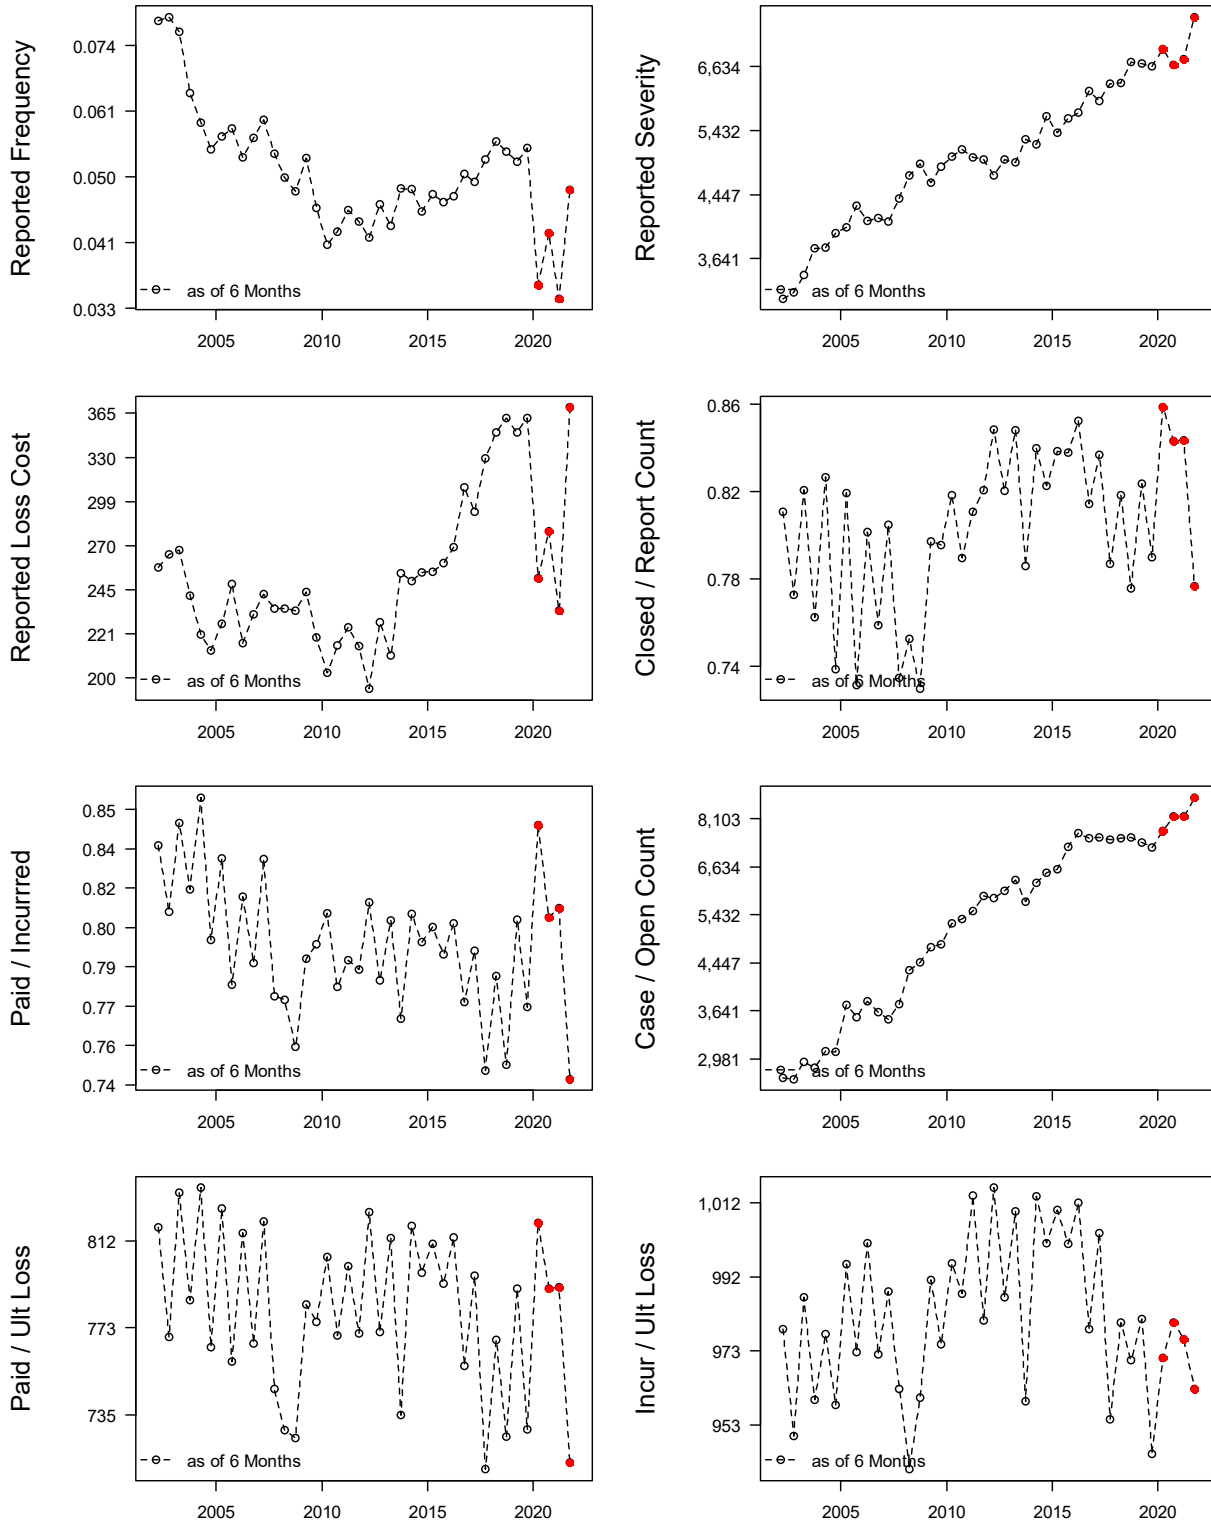 Reported Frequency
0.074
0.061
0.050
0.041
0.033
as of 6 Months
2005 2010 2015 2020
Reported Severity
6,634
5,432
4,447
3,641
as of 6 Months
2005 2010 2015 2020
Reported Loss Cost
365
330
299
270
245
221
200
as of 6 Months
2005 2010 2015 2020
Closed / Report Count
0.86
0.82
0.78
0.74
as of 6 Months
2005 2010 2015 2020
Paid / Incurrred
0.85
0.84
0.82
0.80
0.79
0.77
0.76
0.74
as of 6 Months
2005 2010 2015 2020
Case / Open Count
8,103
6,634
5,432
4,447
3,641
2,981
as of 6 Months
2005 2010 2015 2020
Paid / Ult Loss
812
773
735
as of 6 Months
2005 2010 2015 2020
Incur / Ult Loss
1,012
992
973
953
as of 6 Months
2005 2010 2015 2020